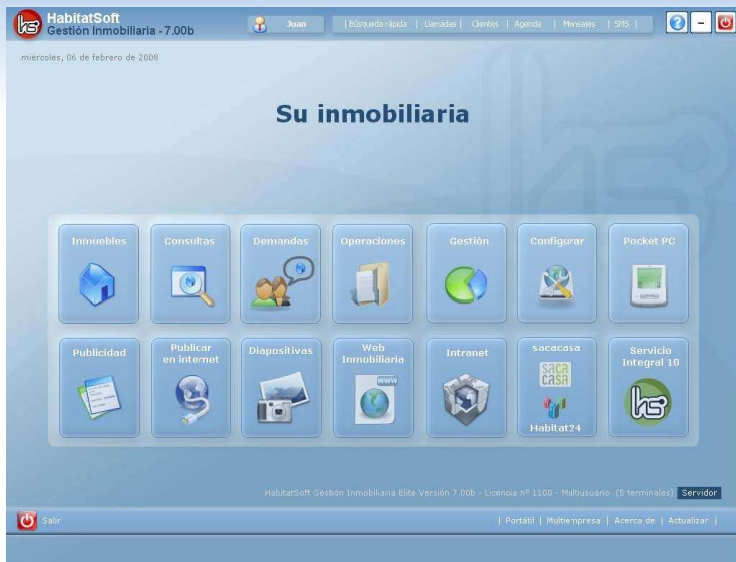 HabitatSoft
Gestión Inmobiliaria - 7.00b
Juan
| Búsqueda rápida | Llamadas | Clientes | Agenda | Mensajes | SMS |
miércoles, 06 de febrero de 2008
Su inmobiliaria
Inmuebles
Consultas
Demandas
Operaciones
Gestión
Configurar
Pocket PC
Publicidad
Publicar
en internet
Diapositivas
Web
Inmobiliaria
www
Intranet
sacacasa
saca
casa
Habitat24
Servicio
Integral 10
hs
HabitatSoft Gestión Inmobiliaria Elite Versión 7.00b - Licencia nº 1100 - Multiusuario (5 terminales) Servidor
Salir
| Portátil | Multiempresa | Acerca de | Actualizar |